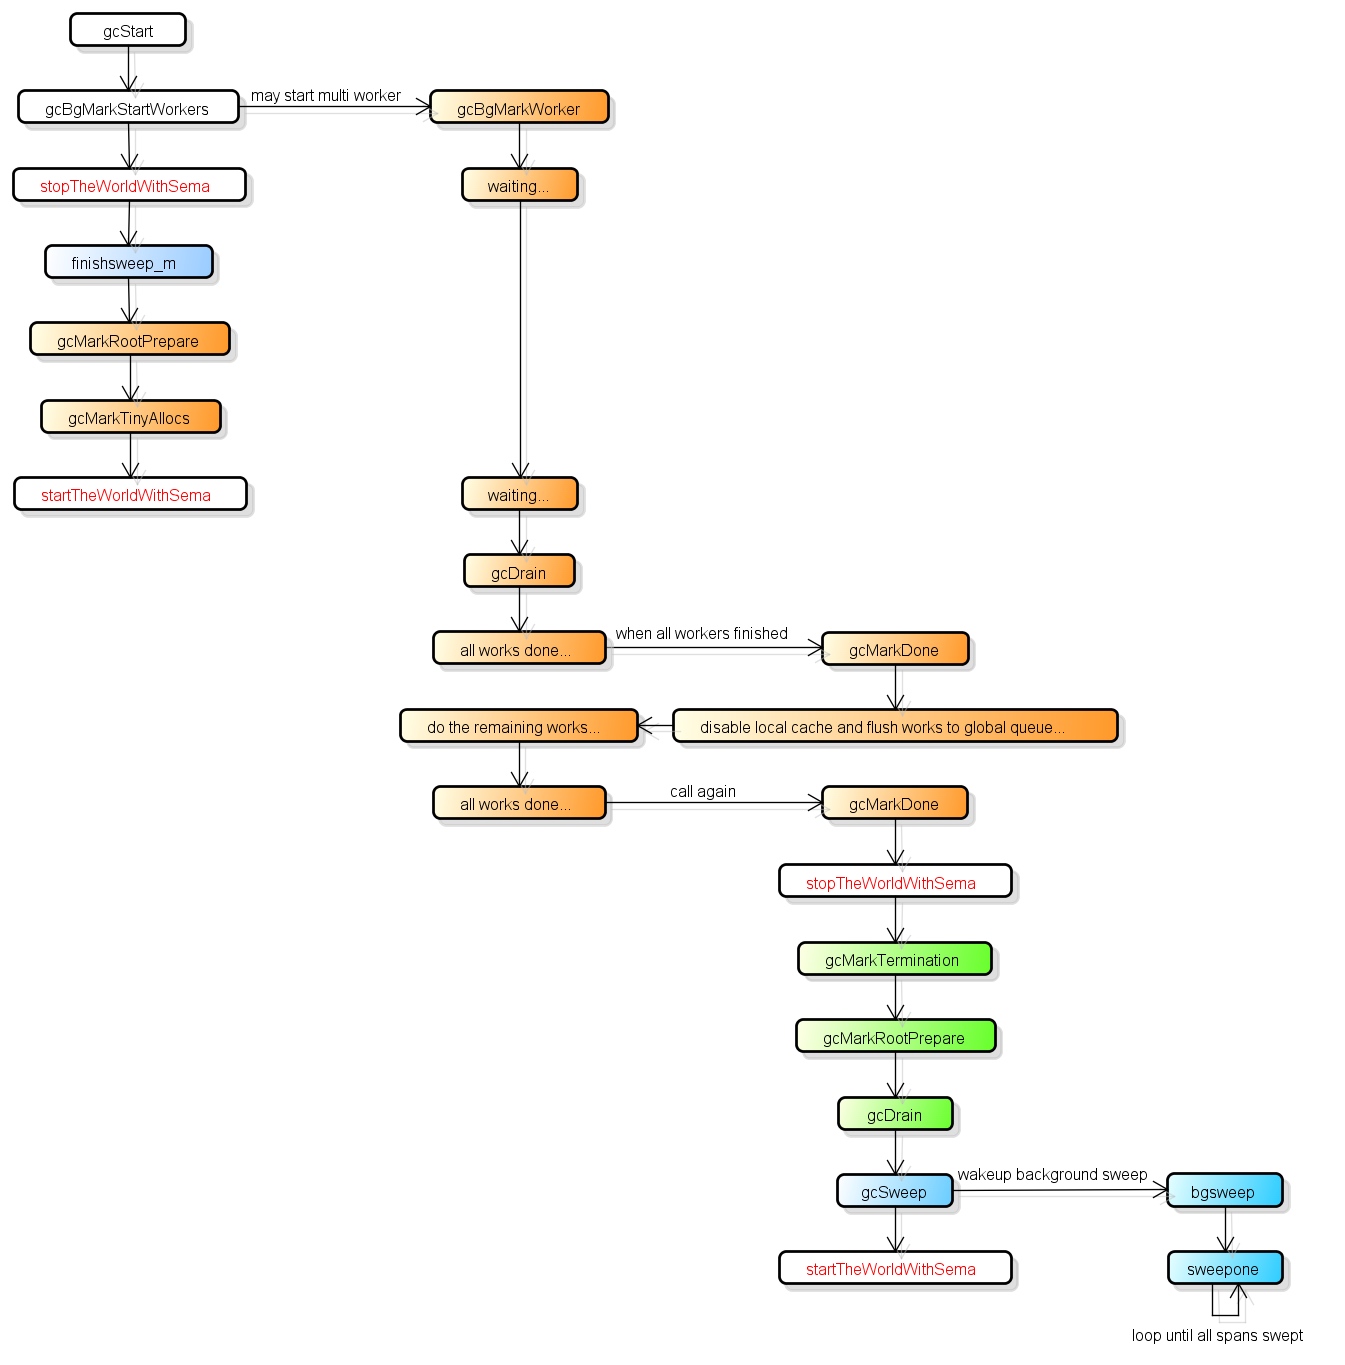 gcStart
gcBgMarkStartWorkers
may start multi worker
gcBgMarkWorker
stopTheWorldWithSema
waiting...
finishsweep_m
gcMarkRootPrepare
gcMarkTinyAllocs
startTheWorldWithSema
waiting...
gcDrain
all works done...
when all workers finished
gcMarkDone
do the remaining works...
disable local cache and flush works to global queue...
all works done...
call again
gcMarkDone
stopTheWorldWithSema
gcMarkTermination
gcMarkRootPrepare
gcDrain
gcSweep
wakeup background sweep
bgsweep
startTheWorldWithSema
sweepone
loop until all spans swept